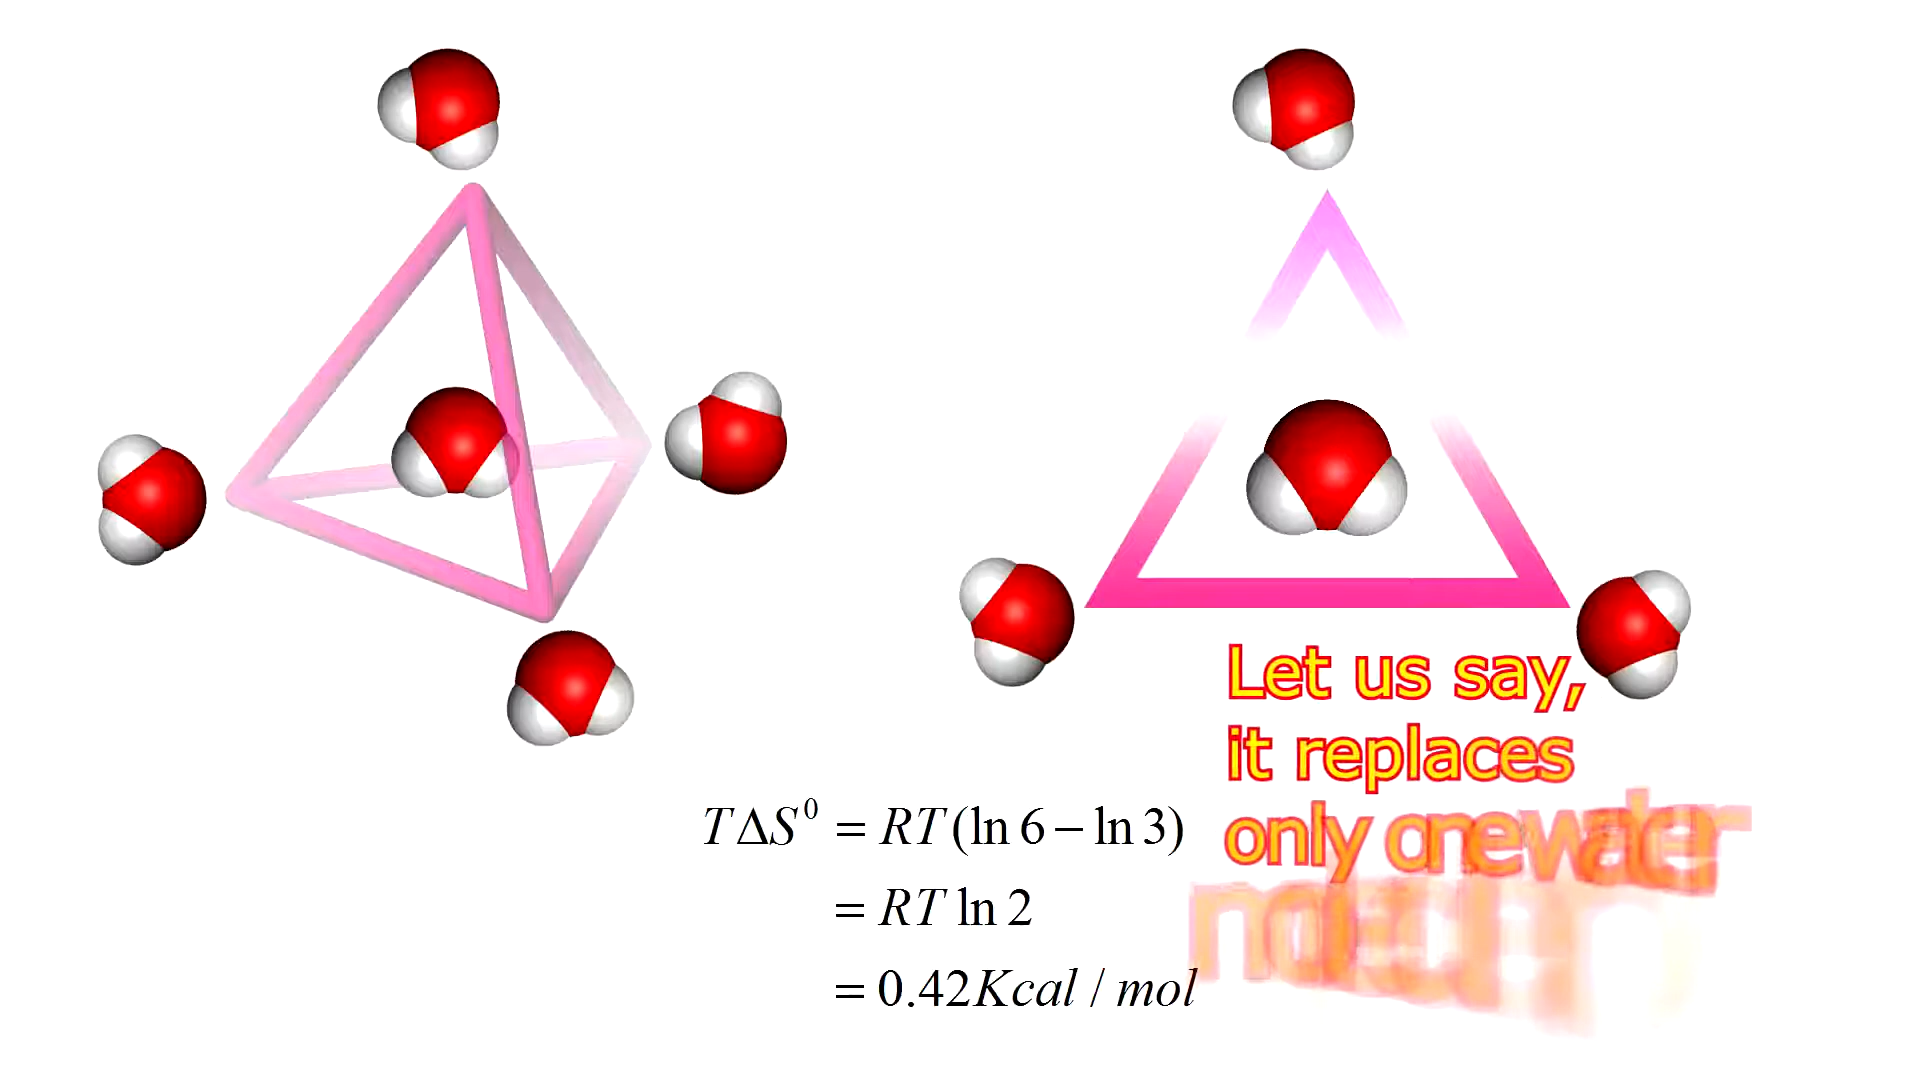 Let us say,
it replaces
only one water
TΔS⁰ = RT(ln 6 – ln 3)
= RT ln 2
= 0.42Kcal / mol